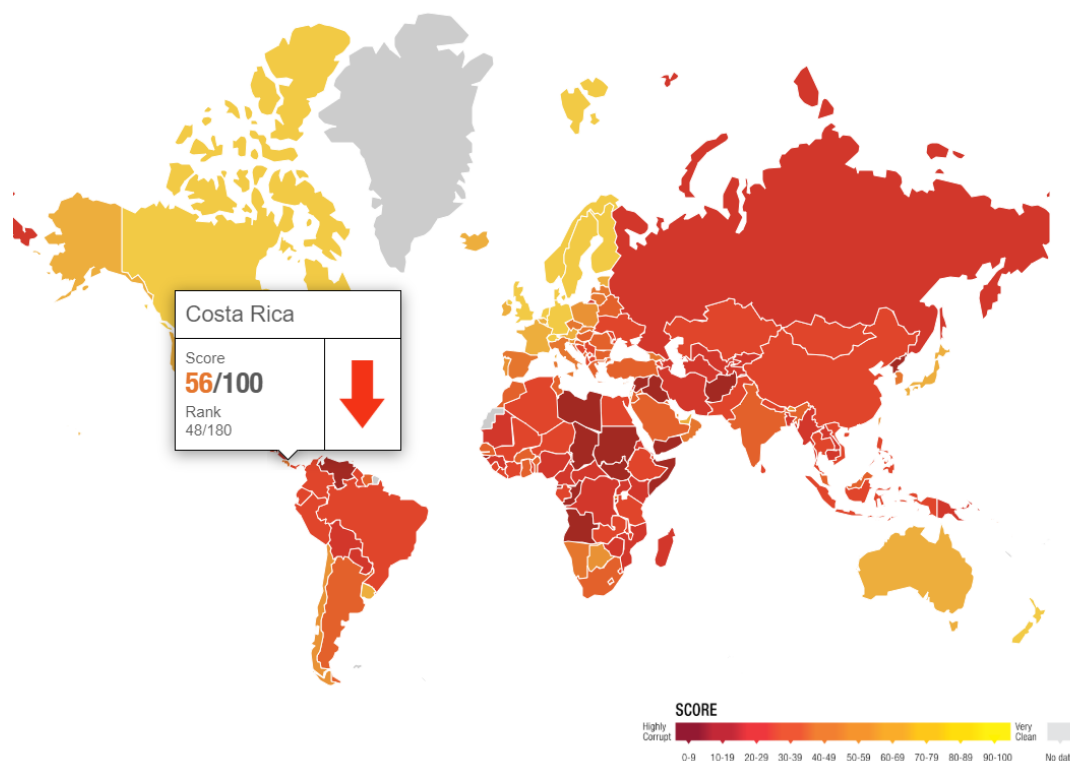 Costa Rica
Score
56/100
Rank
48/180
SCORE
Highly
Corrupt
Very
Clean
0-9 10-19 20-29 30-39 40-49 50-59 60-69 70-79 80-89 90-100 No dat